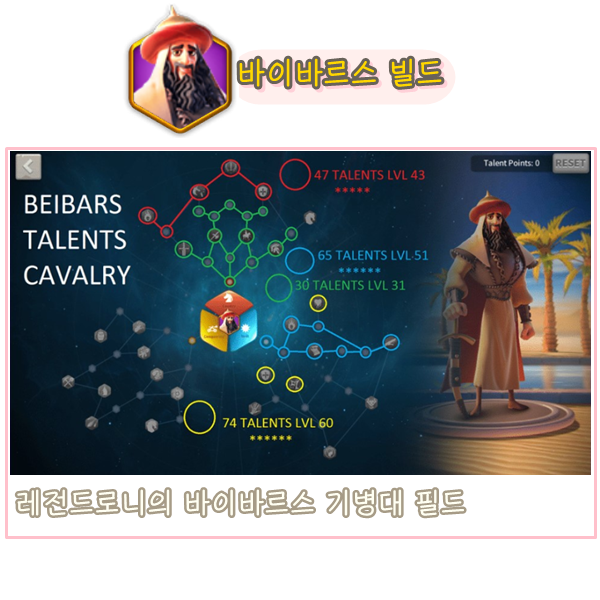 바이바르스 빌드
Talent Points: 0
RESET
47 TALENTS LVL 43
*****
BEIBARS
TALENTS
CAVALRY
65 TALENTS LVL 51
******
30 TALENTS LVL 31
74 TALENTS LVL 60
******
레전드로니의 바이바르스 기병대 필드